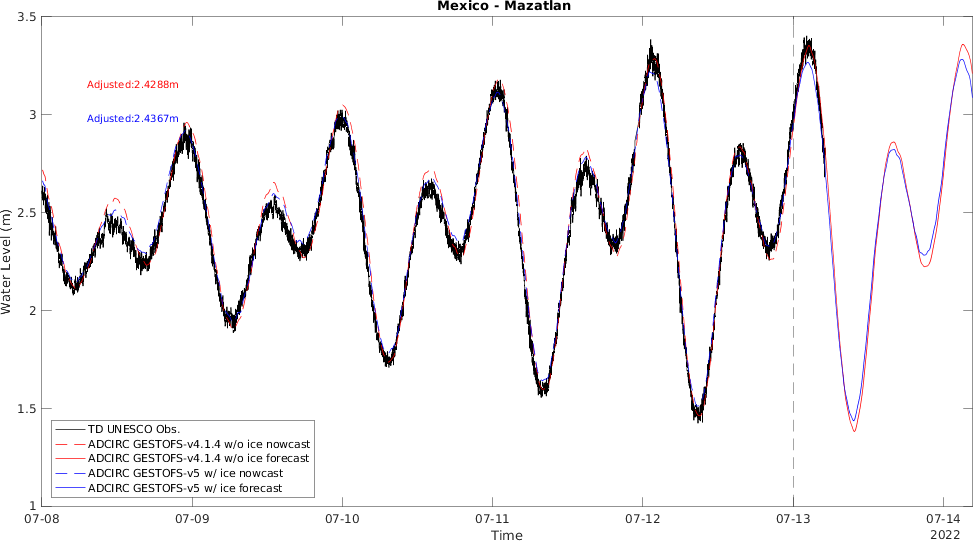 Mexico - Mazatlan
3.5
3
2.5
2
1.5
1
Water Level (m)
Adjusted:2.4288m
Adjusted:2.4367m
TD UNESCO Obs.
ADCIRC GESTOFS-v4.1.4 w/o ice nowcast
ADCIRC GESTOFS-v4.1.4 w/o ice forecast
ADCIRC GESTOFS-v5 w/ ice nowcast
ADCIRC GESTOFS-v5 w/ ice forecast
07-08 07-09 07-10 07-11 07-12 07-13 07-14
Time
2022